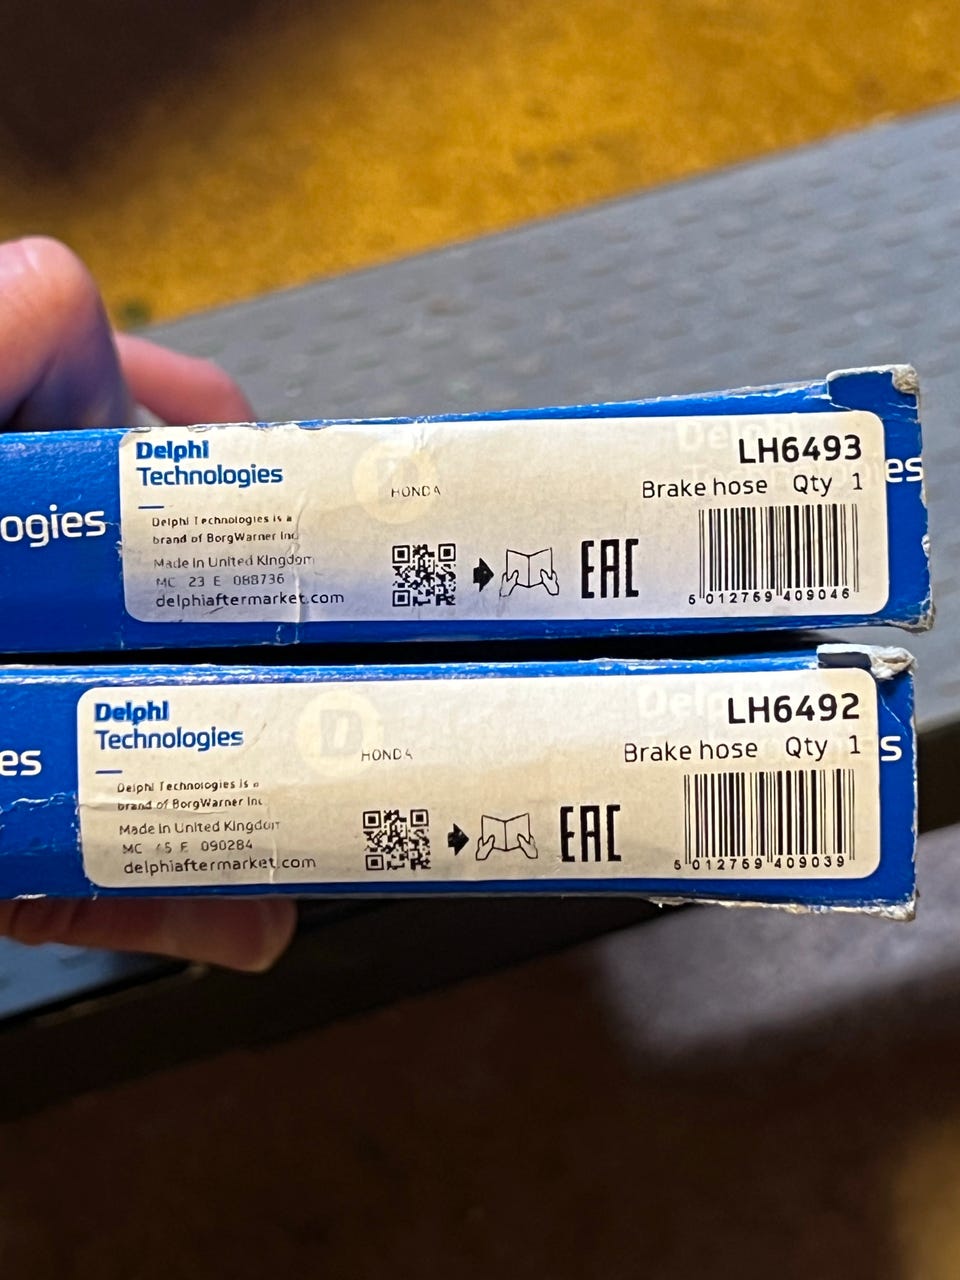 ogies
Delphi
Technologies
HONDA
Delphi Technologies is a
brand of BorgWarner Inc
Made in United Kingdom
MC 23 E 088736
delphiaftermarket.com
EAC
LH6493
Brake hose Qty 1
5 012759 409046
es
es
Delphi
Technologies
HONDA
Delphi Technologies is a
brand of BorgWarner Inc
Made in United Kingdom
MC E 090284
delphiaftermarket.com
EAC
LH6492
Brake hose Qty 1
5 012759 409039
s